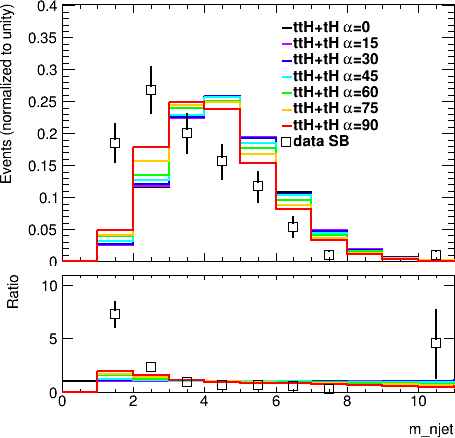 Events (normalized to unity)
0.4
0.35
0.3
0.25
0.2
0.15
0.1
0.05
0
ttH+tH α=0
ttH+tH α=15
ttH+tH α=30
ttH+tH α=45
ttH+tH α=60
ttH+tH α=75
ttH+tH α=90
data SB
Ratio
10
5
0
0 2 4 6 8 10
m_njet